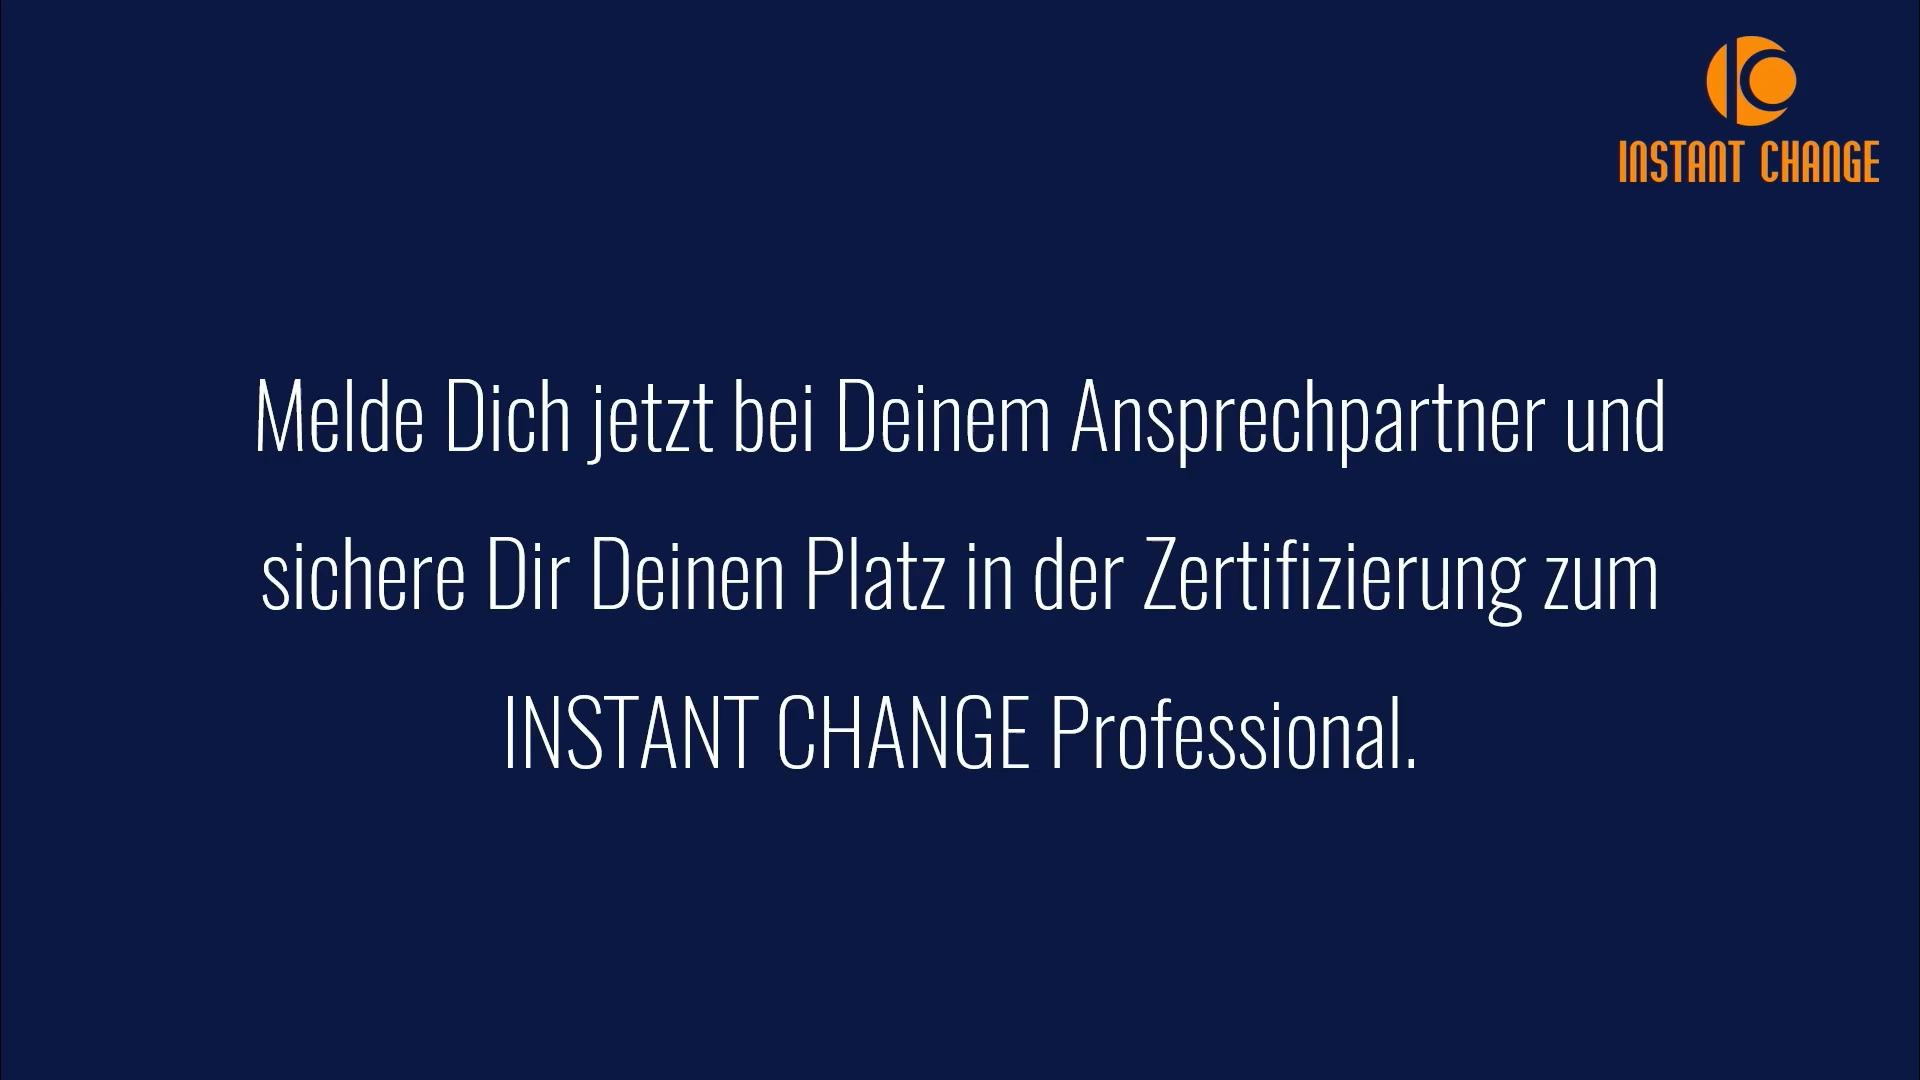 INSTANT CHANGE
Melde Dich jetzt bei Deinem Ansprechpartner und
sichere Dir Deinen Platz in der Zertifizierung zum
INSTANT CHANGE Professional.